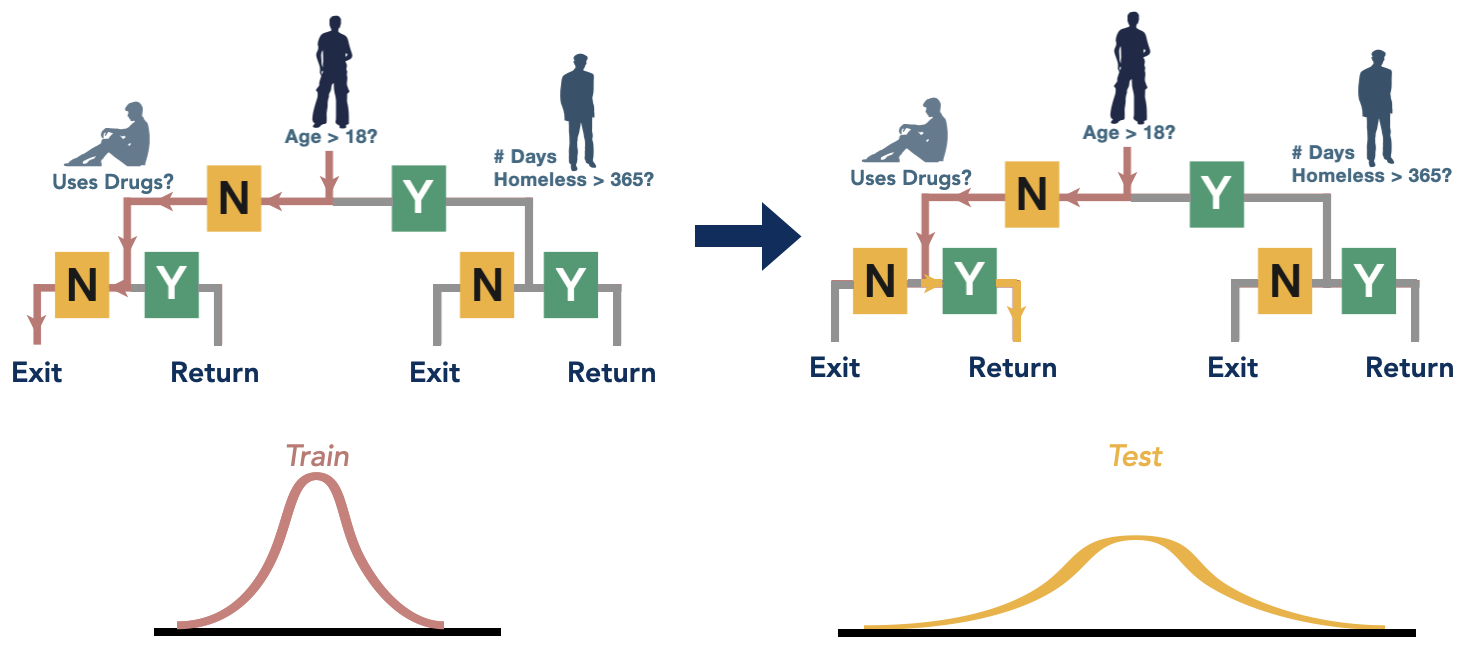 Age > 18?
Uses Drugs?
# Days
Homeless > 365?
N
Y
N
Y
N
Y
Exit
Return
Exit
Return
Train
Age > 18?
Uses Drugs?
# Days
Homeless > 365?
N
Y
N
Y
N
Y
Exit
Return
Exit
Return
Test